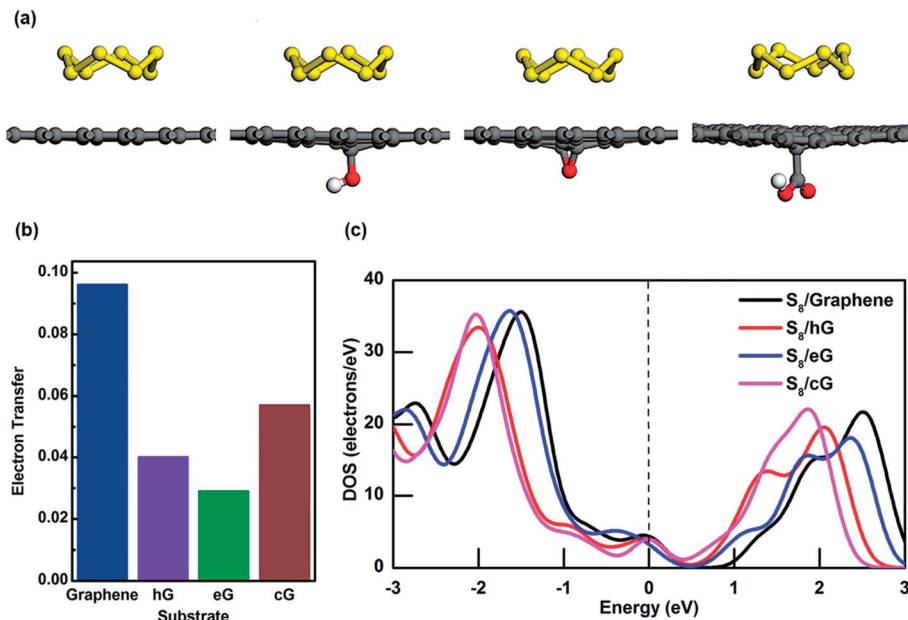 (a)
(b)
0.10
0.08
0.06
0.04
0.02
0.00
Electron Transfer
Graphene hG eG cG
Substrate
(c)
40
30
20
10
0
DOS (electrons/eV)
S₈/Graphene
S₈/hG
S₈/eG
S₈/cG
-3 -2 -1 0 1 2 3
Energy (eV)